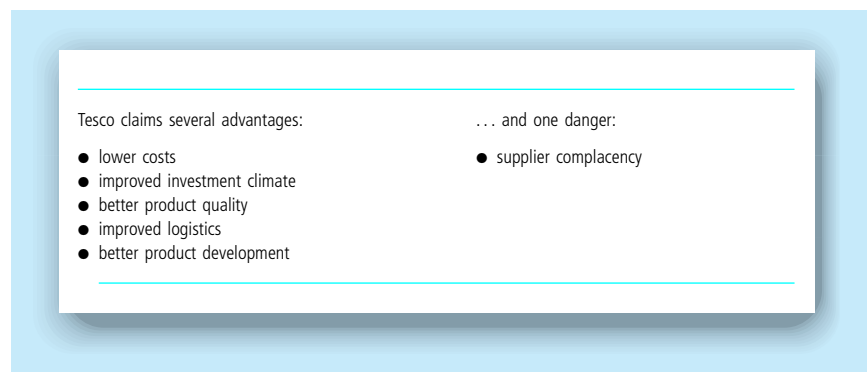 Tesco claims several advantages:
● lower costs
● improved investment climate
● better product quality
● improved logistics
● better product development
... and one danger:
● supplier complacency